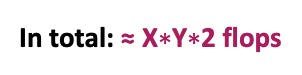 In total: ≈ X*Y*2 flops